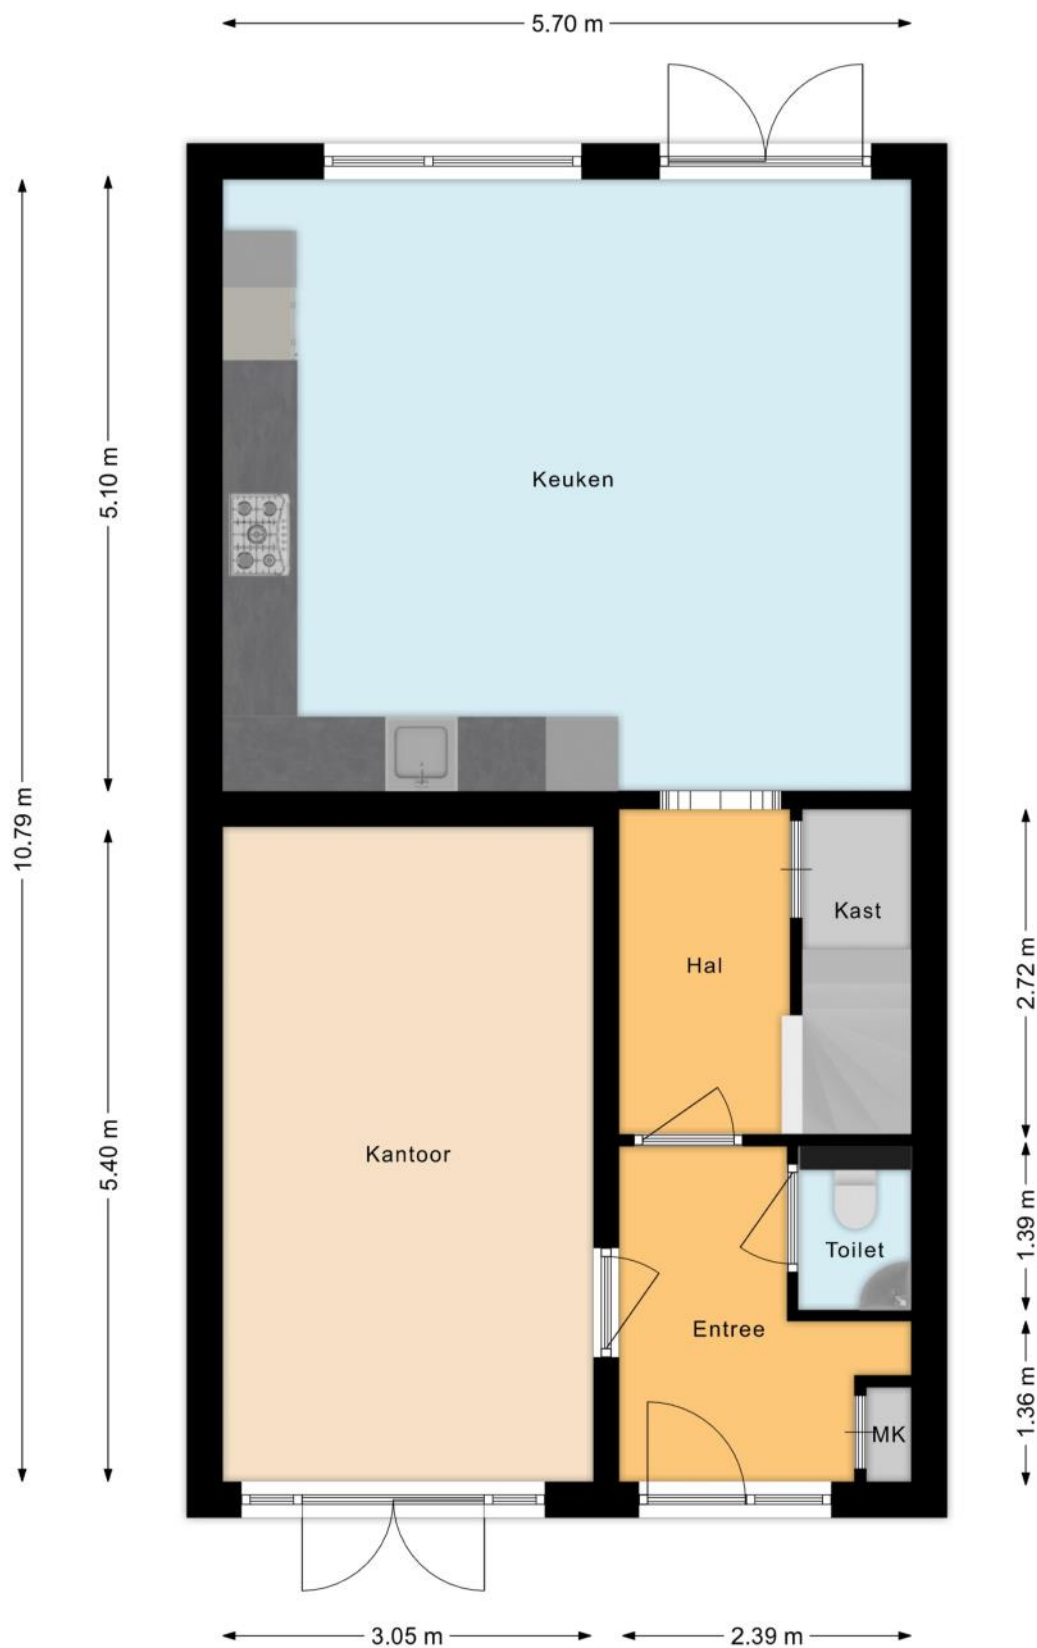 5.70 m
5.10 m
Keuken
10.79 m
2.72 m
Kast
Hal
5.40 m
Kantoor
1.39 m
Toilet
Entree
1.36 m
MK
3.05 m
2.39 m